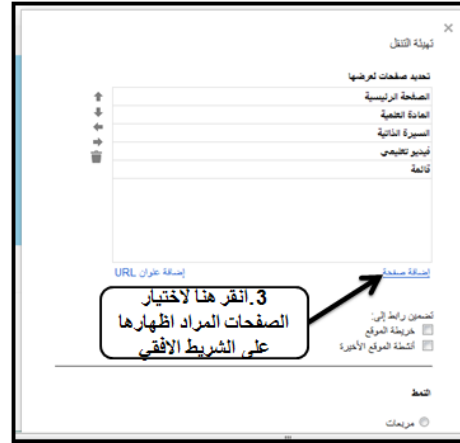 تهيئة التنقل
تحديد صفحات لعرضها
الصفحة الرئيسية
المادة العلمية
السيرة الذاتية
فيديو تعليمي
قائمة
إضافة صفحة
إضافة عنوان URL
3.انقر هنا لاختيار
الصفحات المراد اظهارها
على الشريط الافقي
تضمين رابط إلى:
خريطة الموقع
أنشطة الموقع الأخيرة
النمط
مربعات